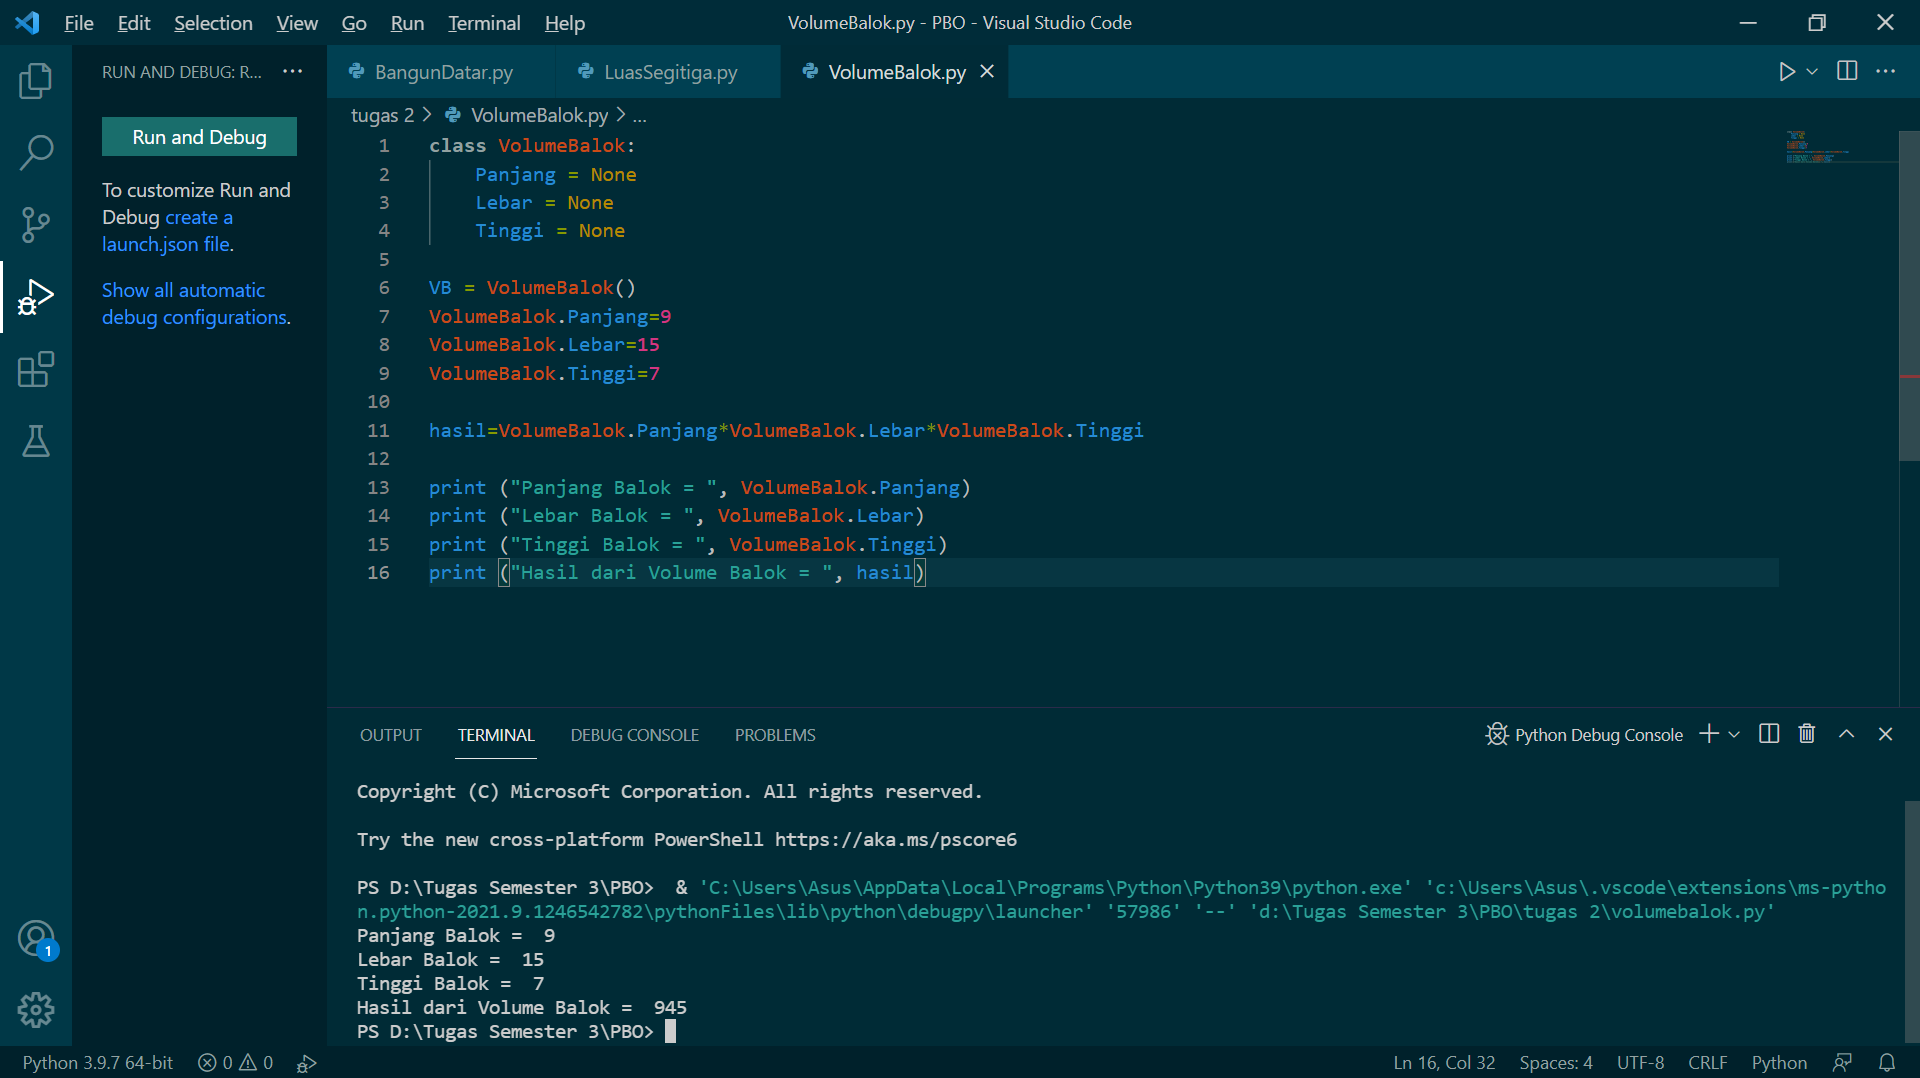 File Edit Selection View Go Run Terminal Help
VolumeBalok.py - PBO - Visual Studio Code
RUN AND DEBUG: R... ...
Run and Debug
To customize Run and
Debug create a
launch.json file.
Show all automatic
debug configurations.
BangunDatar.py LuasSegitiga.py VolumeBalok.py
tugas 2 > VolumeBalok.py > ...
1 class VolumeBalok:
2     Panjang = None
3     Lebar = None
4     Tinggi = None
5
6 VB = VolumeBalok()
7 VolumeBalok.Panjang=9
8 VolumeBalok.Lebar=15
9 VolumeBalok.Tinggi=7
10
11 hasil=VolumeBalok.Panjang*VolumeBalok.Lebar*VolumeBalok.Tinggi
12
13 print ("Panjang Balok = ", VolumeBalok.Panjang)
14 print ("Lebar Balok = ", VolumeBalok.Lebar)
15 print ("Tinggi Balok = ", VolumeBalok.Tinggi)
16 print ("Hasil dari Volume Balok = ", hasil)
OUTPUT TERMINAL DEBUG CONSOLE PROBLEMS
Python Debug Console
Copyright (C) Microsoft Corporation. All rights reserved.
Try the new cross-platform PowerShell https://aka.ms/pscore6
PS D:\Tugas Semester 3\PBO>  & 'C:\Users\Asus\AppData\Local\Programs\Python\Python39\python.exe' 'c:\Users\Asus\.vscode\extensions\ms-pytho
n.python-2021.9.1246542782\pythonFiles\lib\python\debugpy\launcher' '57986' '--' 'd:\Tugas Semester 3\PBO\tugas 2\volumebalok.py'
Panjang Balok =  9
Lebar Balok =  15
Tinggi Balok =  7
Hasil dari Volume Balok =  945
PS D:\Tugas Semester 3\PBO>
1
Python 3.9.7 64-bit 0 0
Ln 16, Col 32 Spaces: 4 UTF-8 CRLF Python